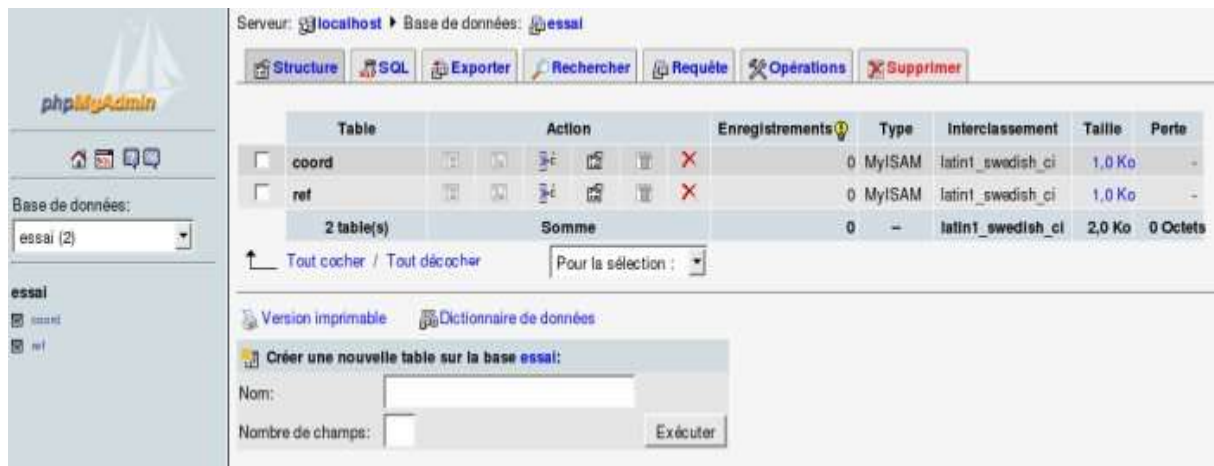 Serveur: localhost ▸ Base de données: essai
Structure SQL Exporter Rechercher Requête Opérations Supprimer
phpMyAdmin
Base de données:
essai (2)
essai
coord
ref
Table Action Enregistrements Type Interclassement Taille Perte
coord 0 MyISAM latin1_swedish_ci 1,0 Ko -
ref 0 MyISAM latin1_swedish_ci 1,0 Ko -
2 table(s) Somme 0 -- latin1_swedish_ci 2,0 Ko 0 Octets
Tout cocher / Tout décocher Pour la sélection :
Version imprimable Dictionnaire de données
Créer une nouvelle table sur la base essai:
Nom:
Nombre de champs: Exécuter